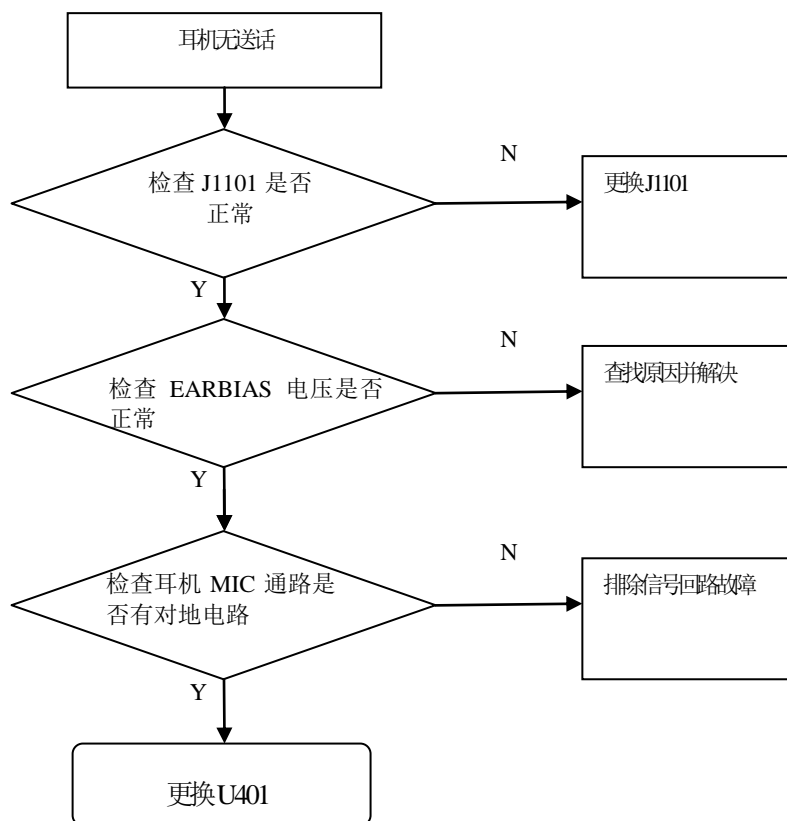 耳机无送话
检查 J1101 是否
正常
N
更换J1101
Y
检查 EARBIAS 电压是否
正常
N
查找原因并解决
Y
检查耳机 MIC 通路是
否有对地电路
N
排除信号回路故障
Y
更换U401